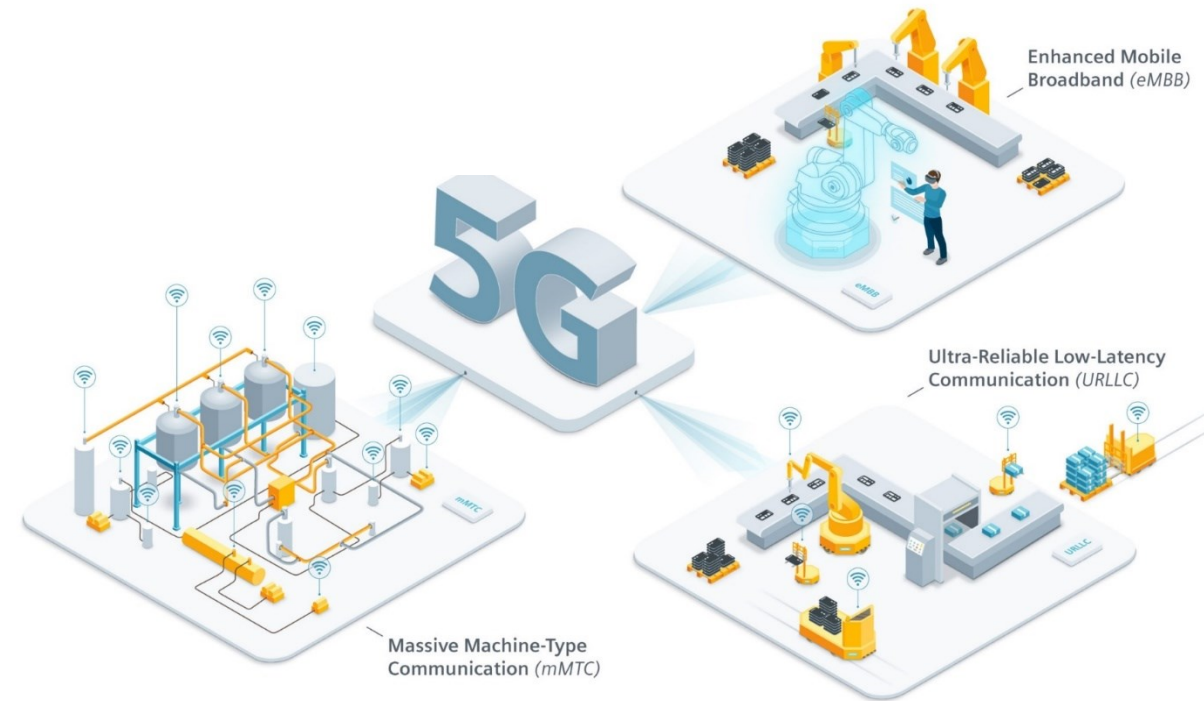 Enhanced Mobile
Broadband (eMBB)
5G
eMBB
Ultra-Reliable Low-Latency
Communication (URLLC)
mMTC
URLLC
Massive Machine-Type
Communication (mMTC)